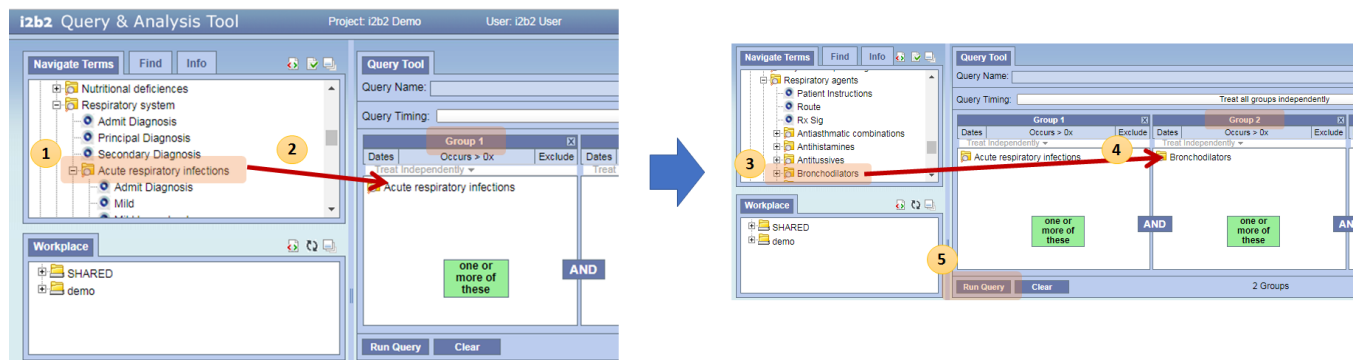 i2b2 Query & Analysis Tool
Project: i2b2 Demo
User: i2b2 User
Navigate Terms
Find
Info
Nutritional deficiences
Respiratory system
Admit Diagnosis
Principal Diagnosis
Secondary Diagnosis
Acute respiratory infections
Admit Diagnosis
Mild
1
2
Workplace
SHARED
demo
Query Tool
Query Name:
Query Timing:
Group 1
X
Dates
Occurs > 0x
Exclude
Dates
Treat Independently
Treat
Acute respiratory infections
one or
more of
these
AND
Run Query
Clear
Navigate Terms
Find
Info
Respiratory agents
Patient Instructions
Route
Rx Sig
Antiasthmatic combinations
Antihistamines
Antitussives
Bronchodilators
3
4
Workplace
SHARED
demo
5
Query Tool
Query Name:
Query Timing:
Treat all groups independently
Group 1
X
Group 2
X
Dates
Occurs > 0x
Exclude
Dates
Occurs > 0x
Exclude
Treat Independently
Treat Independently
Acute respiratory infections
Bronchodilators
one or
more of
these
AND
one or
more of
these
AN
Run Query
Clear
2 Groups